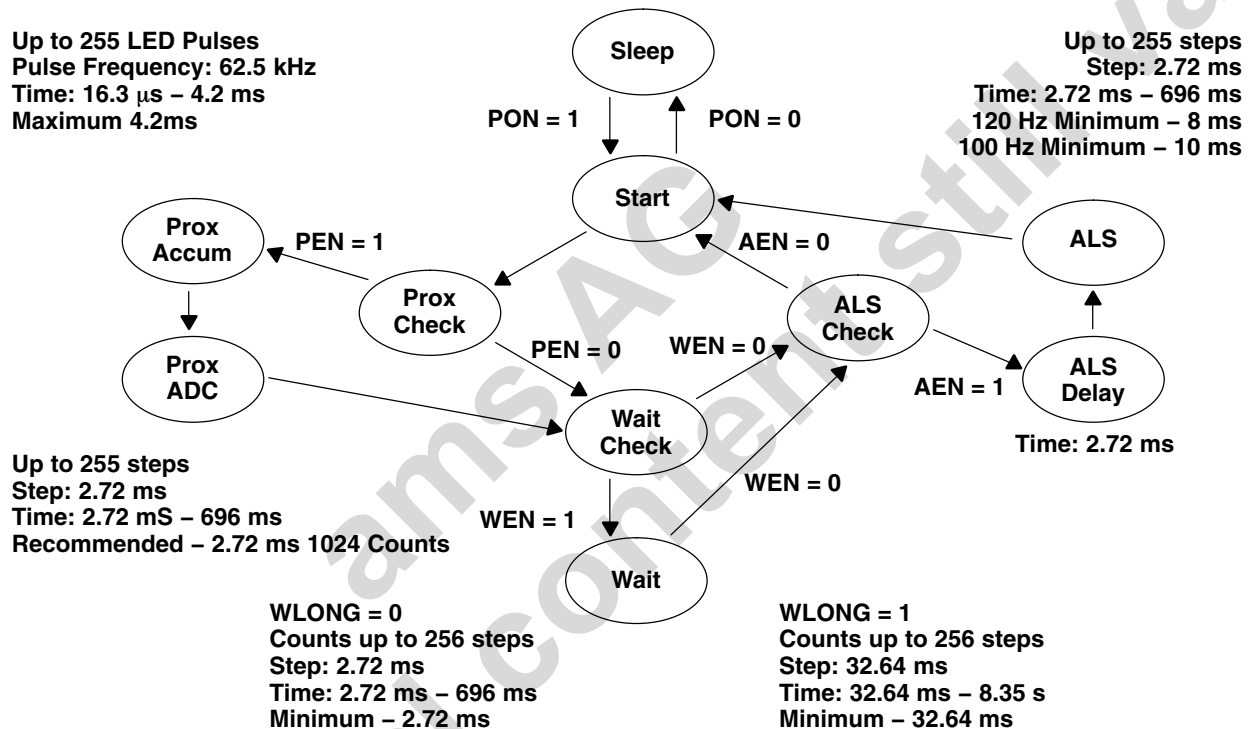 Up to 255 LED Pulses
Pulse Frequency: 62.5 kHz
Time: 16.3 μs – 4.2 ms
Maximum 4.2ms
Sleep
Up to 255 steps
Step: 2.72 ms
Time: 2.72 ms – 696 ms
120 Hz Minimum – 8 ms
100 Hz Minimum – 10 ms
PON = 1
PON = 0
Start
Prox
Accum
PEN = 1
AEN = 0
ALS
Prox
Check
ALS
Check
PEN = 0
WEN = 0
Prox
ADC
AEN = 1
ALS
Delay
Time: 2.72 ms
Wait
Check
Up to 255 steps
Step: 2.72 ms
Time: 2.72 mS – 696 ms
Recommended – 2.72 ms 1024 Counts
WEN = 0
WEN = 1
Wait
WLONG = 0
Counts up to 256 steps
Step: 2.72 ms
Time: 2.72 ms – 696 ms
Minimum – 2.72 ms
WLONG = 1
Counts up to 256 steps
Step: 32.64 ms
Time: 32.64 ms – 8.35 s
Minimum – 32.64 ms
ams AG
content still